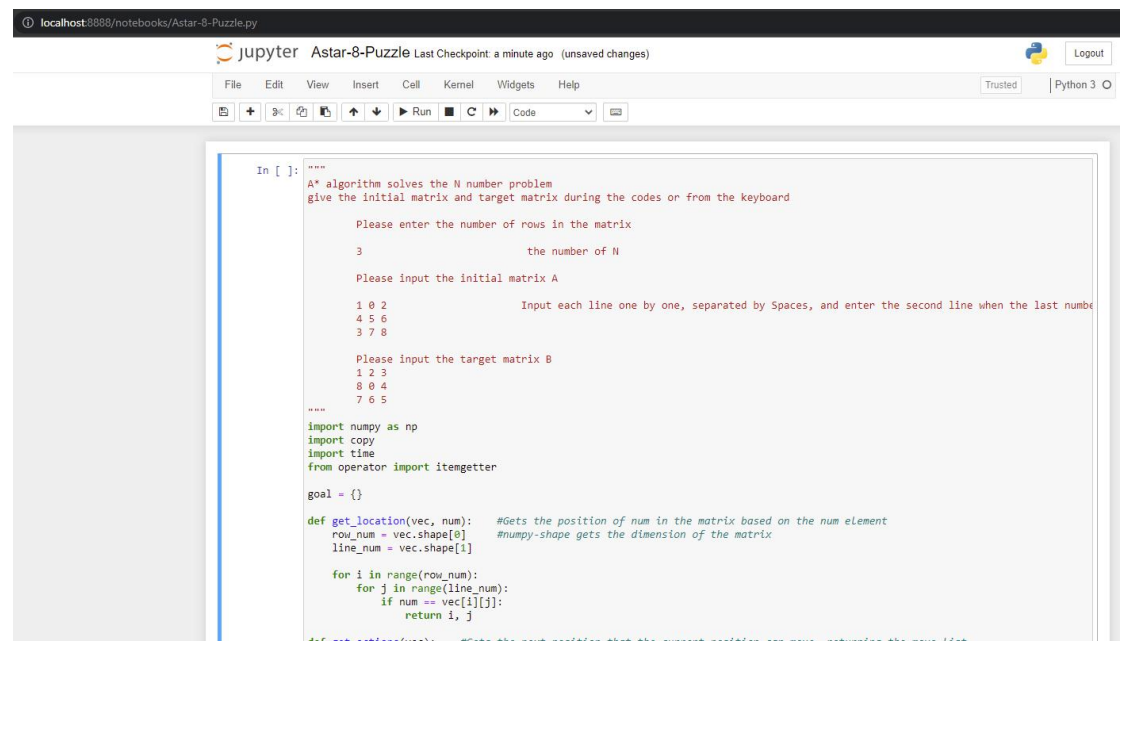 localhost:8888/notebooks/Astar-8-Puzzle.py
jupyter Astar-8-Puzzle Last Checkpoint: a minute ago (unsaved changes)
Logout
File Edit View Insert Cell Kernel Widgets Help
Trusted
Python 3
Run
Code
In [ ]: """
A* algorithm solves the N number problem
give the initial matrix and target matrix during the codes or from the keyboard
Please enter the number of rows in the matrix
3 the number of N
Please input the initial matrix A
1 0 2 Input each line one by one, separated by Spaces, and enter the second line when the last numbe
4 5 6
3 7 8
Please input the target matrix B
1 2 3
8 0 4
7 6 5
"""
import numpy as np
import copy
import time
from operator import itemgetter
goal = {}
def get_location(vec, num): #Gets the position of num in the matrix based on the num element
row_num = vec.shape[0] #numpy-shape gets the dimension of the matrix
line_num = vec.shape[1]
for i in range(row_num):
for j in range(line_num):
if num == vec[i][j]:
return i, j